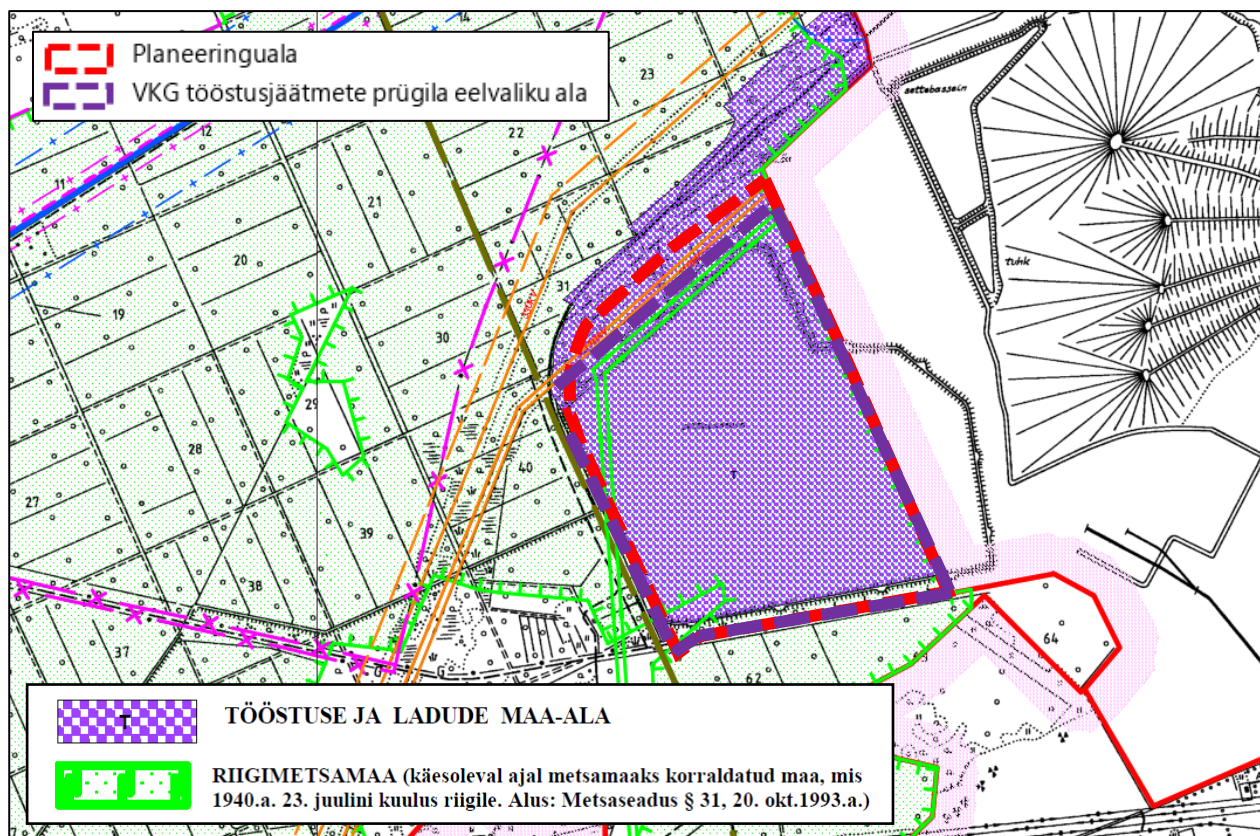 Planeeringuala
VKG tööstusjäätmete prügila eelvaliku ala
14
23
settebassein
12
22
11
21
20
tuhk
31
19
330kV
30
29
T
28
40
27
39
38
64
37
G
G
62
T
TÖÖSTUSE JA LADUDE MAA-ALA
RIIGIMETSAMAA (käesoleval ajal metsamaaks korraldatud maa, mis
1940.a. 23. juulini kuulus riigile. Alus: Metsaseadus § 31, 20. okt.1993.a.)